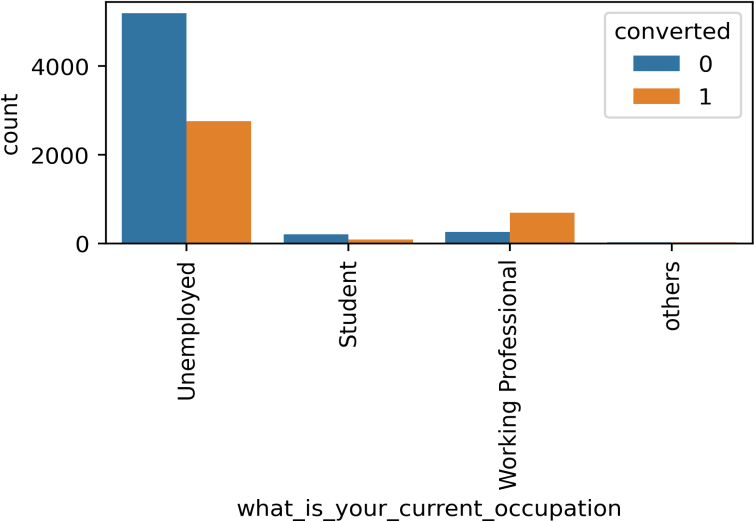 converted
0
1
count
4000
2000
0
Unemployed
Student
Working Professional
others
what_is_your_current_occupation